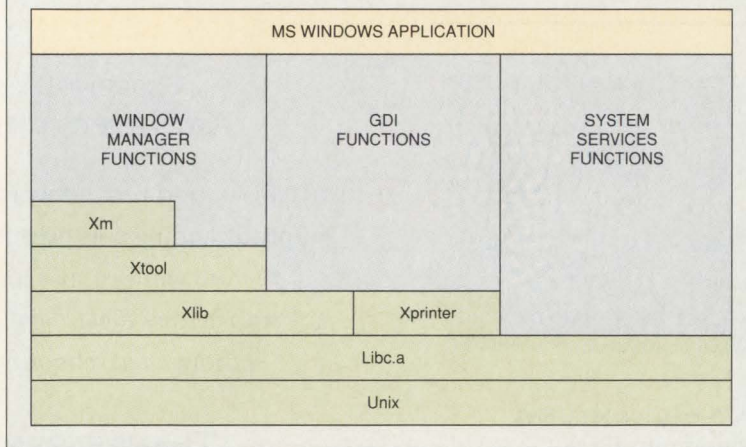 MS WINDOWS APPLICATION
WINDOW
MANAGER
FUNCTIONS
GDI
FUNCTIONS
SYSTEM
SERVICES
FUNCTIONS
Xm
Xtool
Xlib
Xprinter
Libc.a
Unix